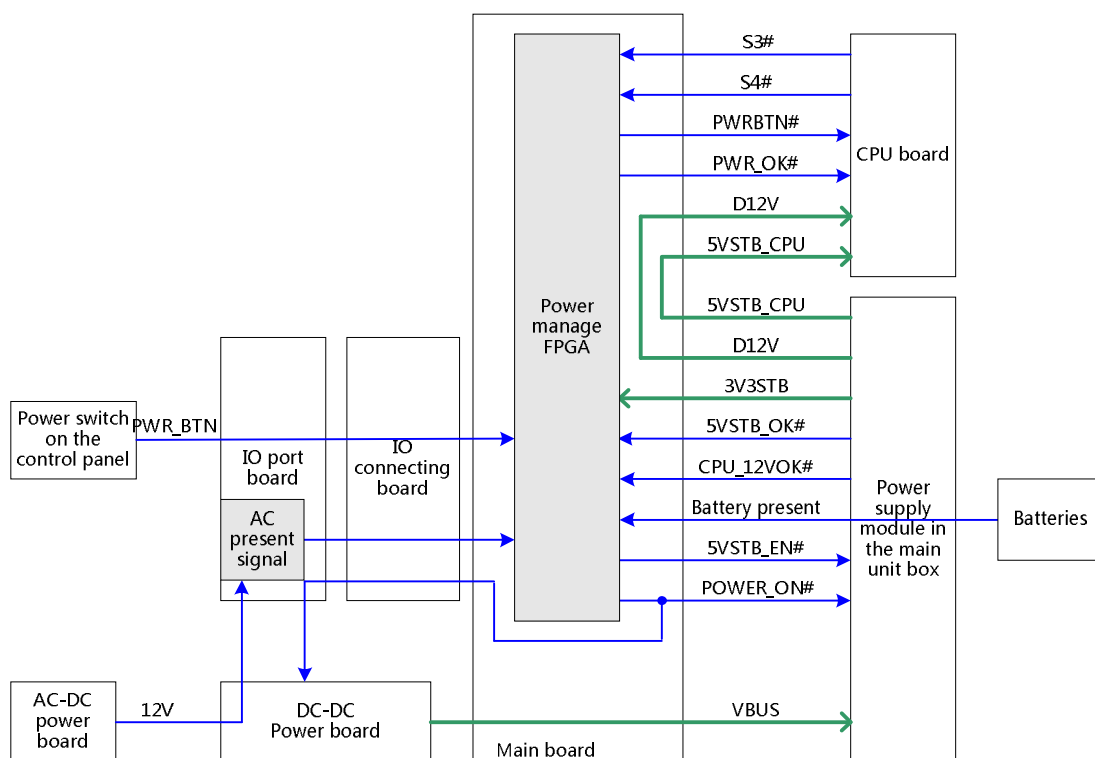 S3#
S4#
PWRBTN#
PWR_OK#
CPU board
D12V
5VSTB_CPU
5VSTB_CPU
D12V
Power
manage
FPGA
3V3STB
Power switch
on the
control panel
PWR_BTN
IO port
board
IO
connecting
board
5VSTB_OK#
CPU_12VOK#
Battery present
5VSTB_EN#
POWER_ON#
Power
supply
module in
the main
unit box
Batteries
AC
present
signal
AC-DC
power
board
12V
DC-DC
Power board
VBUS
Main board